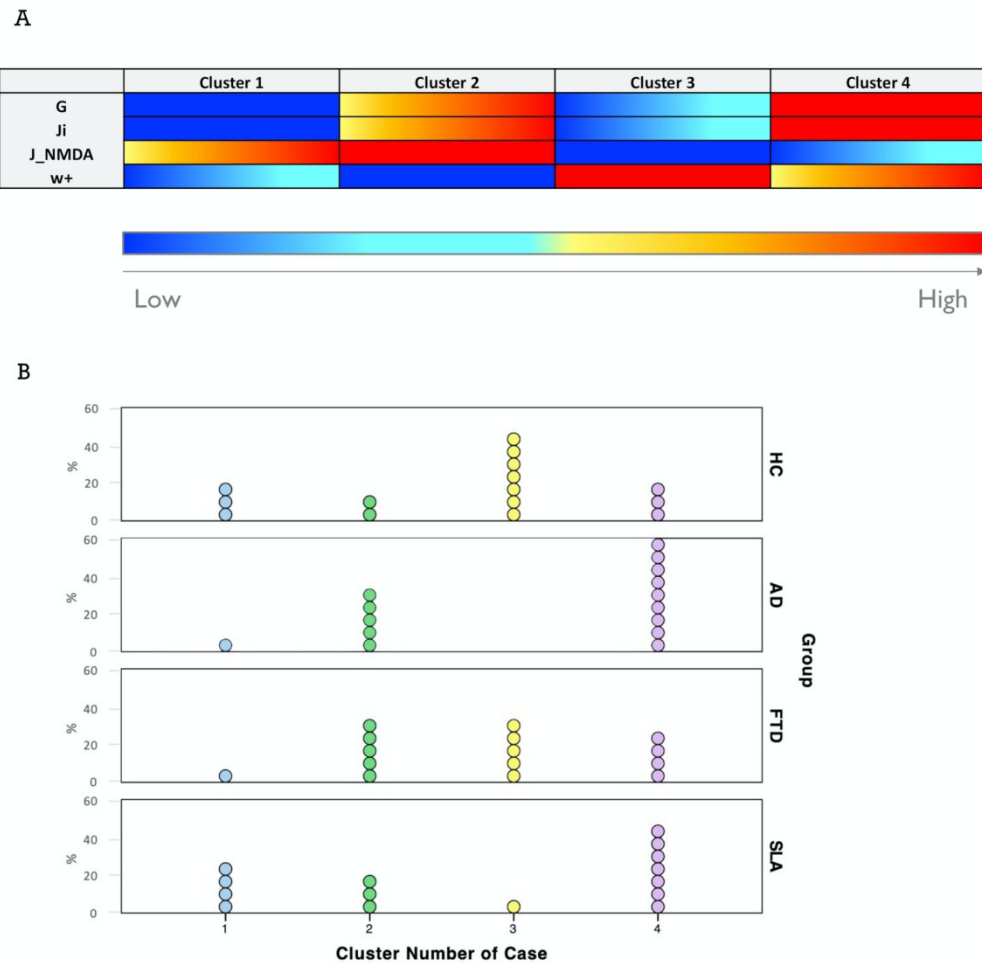 A
Cluster 1 Cluster 2 Cluster 3 Cluster 4
G
Ji
J_NMDA
w+
Low High
B
60
40
%
20
0
HC
60
40
%
20
0
AD
Group
60
40
%
20
0
FTD
60
40
%
20
0
SLA
1 2 3 4
Cluster Number of Case